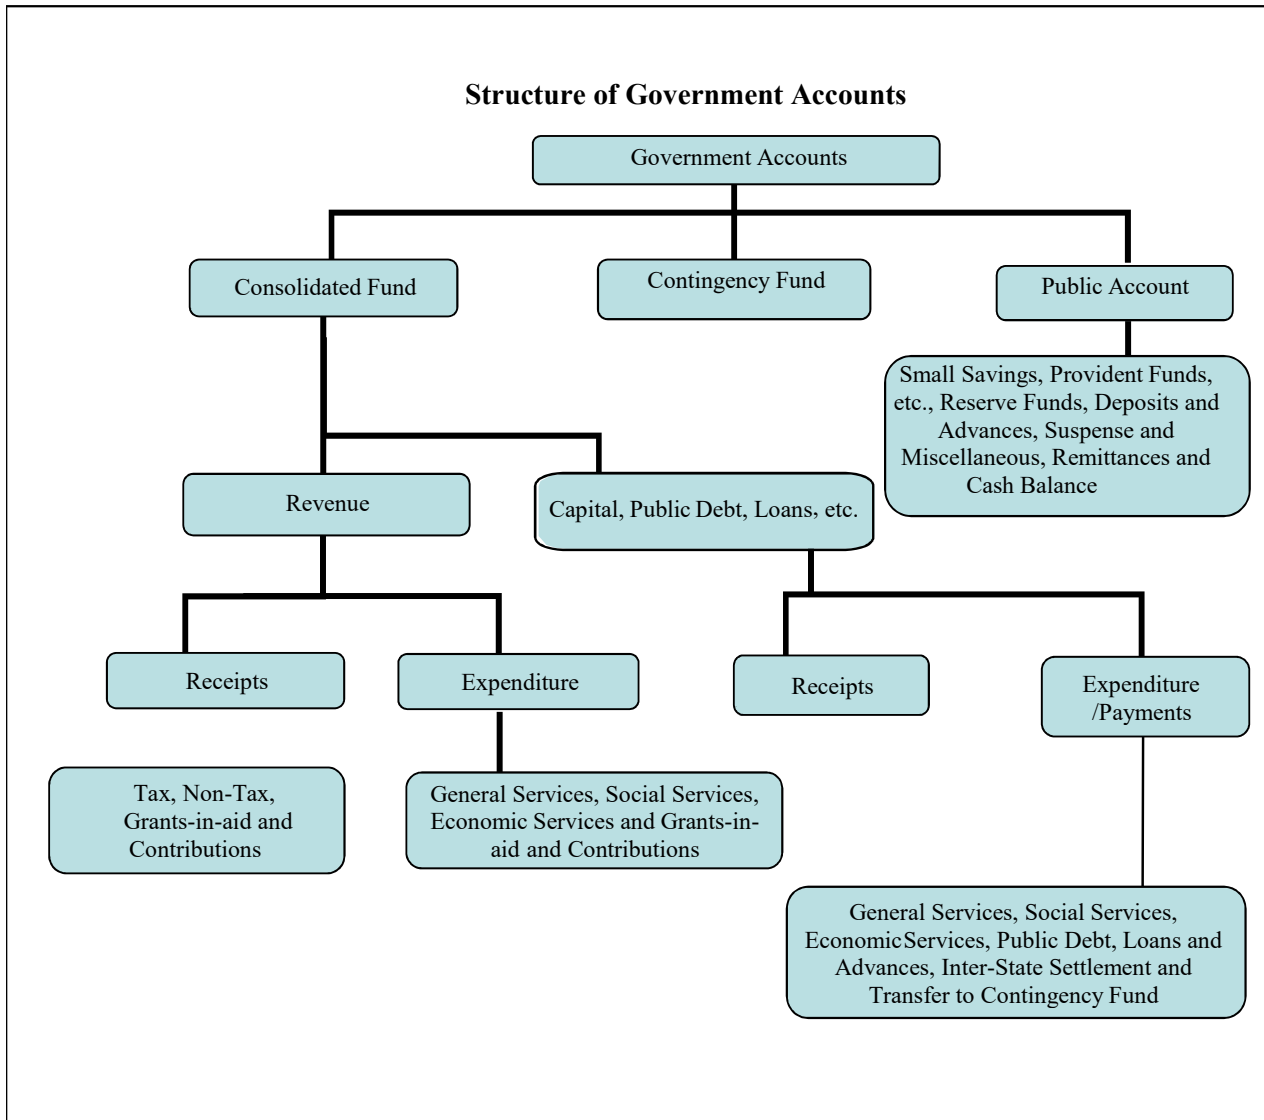 Structure of Government Accounts
Government Accounts
Consolidated Fund
Contingency Fund
Public Account
Small Savings, Provident Funds,
etc., Reserve Funds, Deposits and
Advances, Suspense and
Miscellaneous, Remittances and
Cash Balance
Revenue
Capital, Public Debt, Loans, etc.
Receipts
Expenditure
Receipts
Expenditure
/Payments
Tax, Non-Tax,
Grants-in-aid and
Contributions
General Services, Social Services,
Economic Services and Grants-in-
aid and Contributions
General Services, Social Services,
EconomicServices, Public Debt, Loans and
Advances, Inter-State Settlement and
Transfer to Contingency Fund